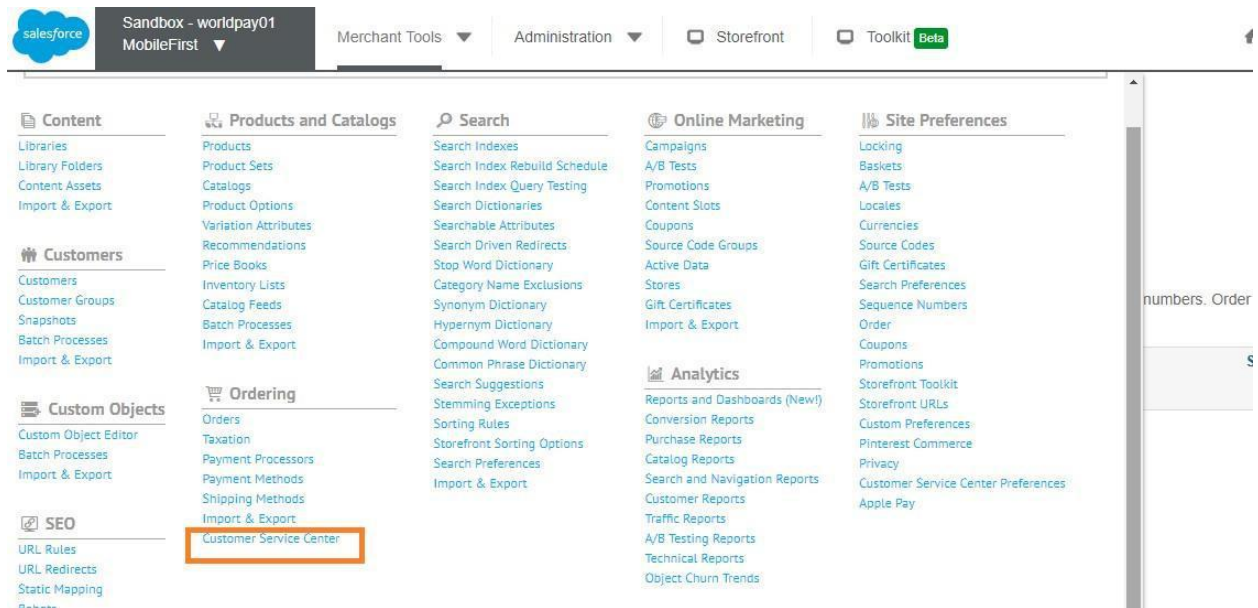 salesforce
Sandbox - worldpay01
MobileFirst
Merchant Tools
Administration
Storefront
Toolkit Beta
Content
Libraries
Library Folders
Content Assets
Import & Export
Customers
Customers
Customer Groups
Snapshots
Batch Processes
Import & Export
Custom Objects
Custom Object Editor
Batch Processes
Import & Export
SEO
URL Rules
URL Redirects
Static Mapping
Products and Catalogs
Products
Product Sets
Catalogs
Product Options
Variation Attributes
Recommendations
Price Books
Inventory Lists
Catalog Feeds
Batch Processes
Import & Export
Ordering
Orders
Taxation
Payment Processors
Payment Methods
Shipping Methods
Import & Export
Customer Service Center
Search
Search Indexes
Search Index Rebuild Schedule
Search Index Query Testing
Search Dictionaries
Searchable Attributes
Search Driven Redirects
Stop Word Dictionary
Category Name Exclusions
Synonym Dictionary
Hypernym Dictionary
Compound Word Dictionary
Common Phrase Dictionary
Search Suggestions
Stemming Exceptions
Sorting Rules
Storefront Sorting Options
Search Preferences
Import & Export
Online Marketing
Campaigns
A/B Tests
Promotions
Content Slots
Coupons
Source Code Groups
Active Data
Stores
Gift Certificates
Import & Export
Analytics
Reports and Dashboards (New!)
Conversion Reports
Purchase Reports
Catalog Reports
Search and Navigation Reports
Customer Reports
Traffic Reports
A/B Testing Reports
Technical Reports
Object Churn Trends
Site Preferences
Locking
Baskets
A/B Tests
Locales
Currencies
Source Codes
Gift Certificates
Search Preferences
Sequence Numbers
Order
Coupons
Promotions
Storefront Toolkit
Storefront URLs
Custom Preferences
Pinterest Commerce
Privacy
Customer Service Center Preferences
Apple Pay
numbers. Order